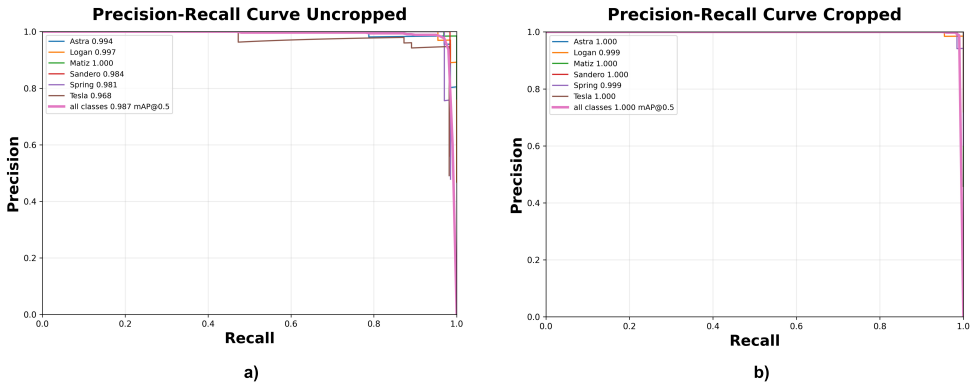 Precision-Recall Curve Uncropped
1.0
0.8
0.6
0.4
0.2
0.0
Precision
Astra 0.994
Logan 0.997
Matiz 1.000
Sandero 0.984
Spring 0.981
Tesla 0.968
all classes 0.987 mAP@0.5
0.0 0.2 0.4 0.6 0.8 1.0
Recall
a)
Precision-Recall Curve Cropped
1.0
0.8
0.6
0.4
0.2
0.0
Precision
Astra 1.000
Logan 0.999
Matiz 1.000
Sandero 1.000
Spring 0.999
Tesla 1.000
all classes 1.000 mAP@0.5
0.0 0.2 0.4 0.6 0.8 1.0
Recall
b)